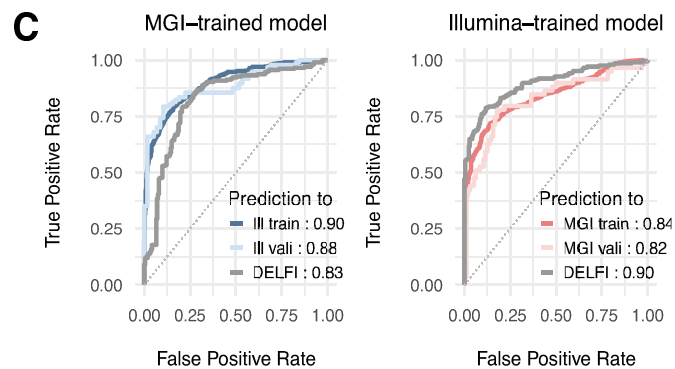 C
MGI–trained model
True Positive Rate
1.00
0.75
0.50
0.25
0.00
Prediction to
Ill train : 0.90
Ill vali : 0.88
DELFI : 0.83
0.00 0.25 0.50 0.75 1.00
False Positive Rate
Illumina–trained model
True Positive Rate
1.00
0.75
0.50
0.25
0.00
Prediction to
MGI train : 0.84
MGI vali : 0.82
DELFI : 0.90
0.00 0.25 0.50 0.75 1.00
False Positive Rate